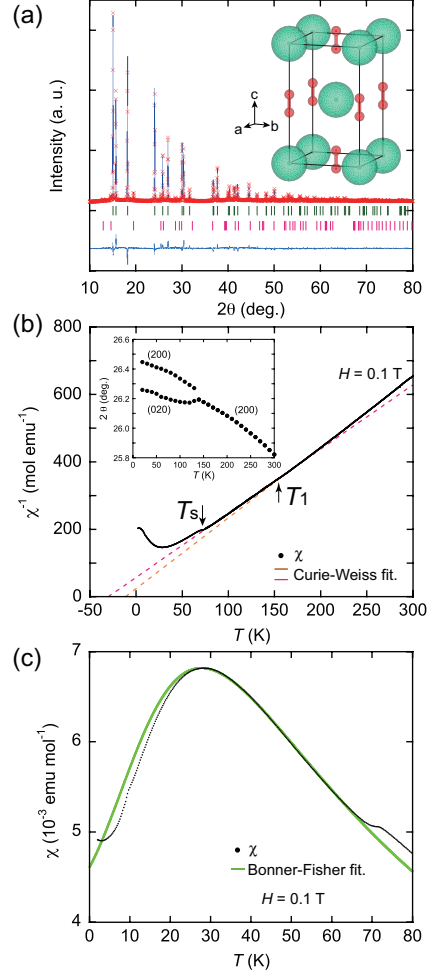 (a)
Intensity (a. u.)
c
a
b
10 20 30 40 50 60 70 80
2θ (deg.)
(b)
800
600
400
200
0
χ⁻¹ (mol emu⁻¹)
26.6
26.4
26.2
26.0
25.8
2 θ (deg.)
(200)
(020)
(200)
0 50 100 150 200 250 300
T (K)
H = 0.1 T
Ts
T1
χ
Curie-Weiss fit.
-50 0 50 100 150 200 250 300
T (K)
(c)
7
6
5
4
χ (10⁻³ emu mol⁻¹)
χ
Bonner-Fisher fit.
H = 0.1 T
0 10 20 30 40 50 60 70 80
T (K)